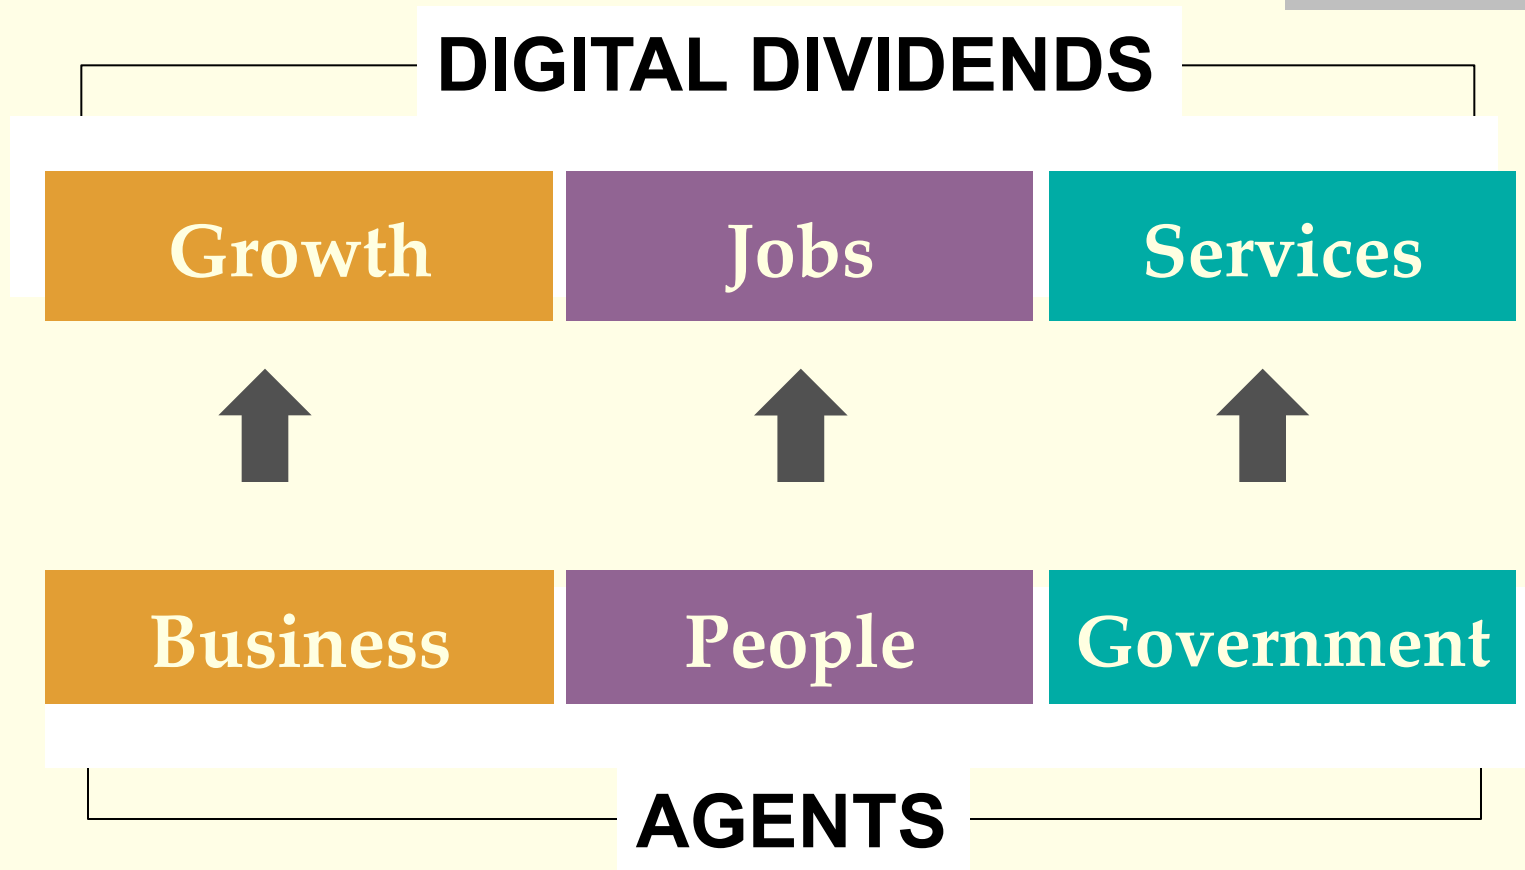 DIGITAL DIVIDENDS
Growth Jobs Services
Business People Government
AGENTS